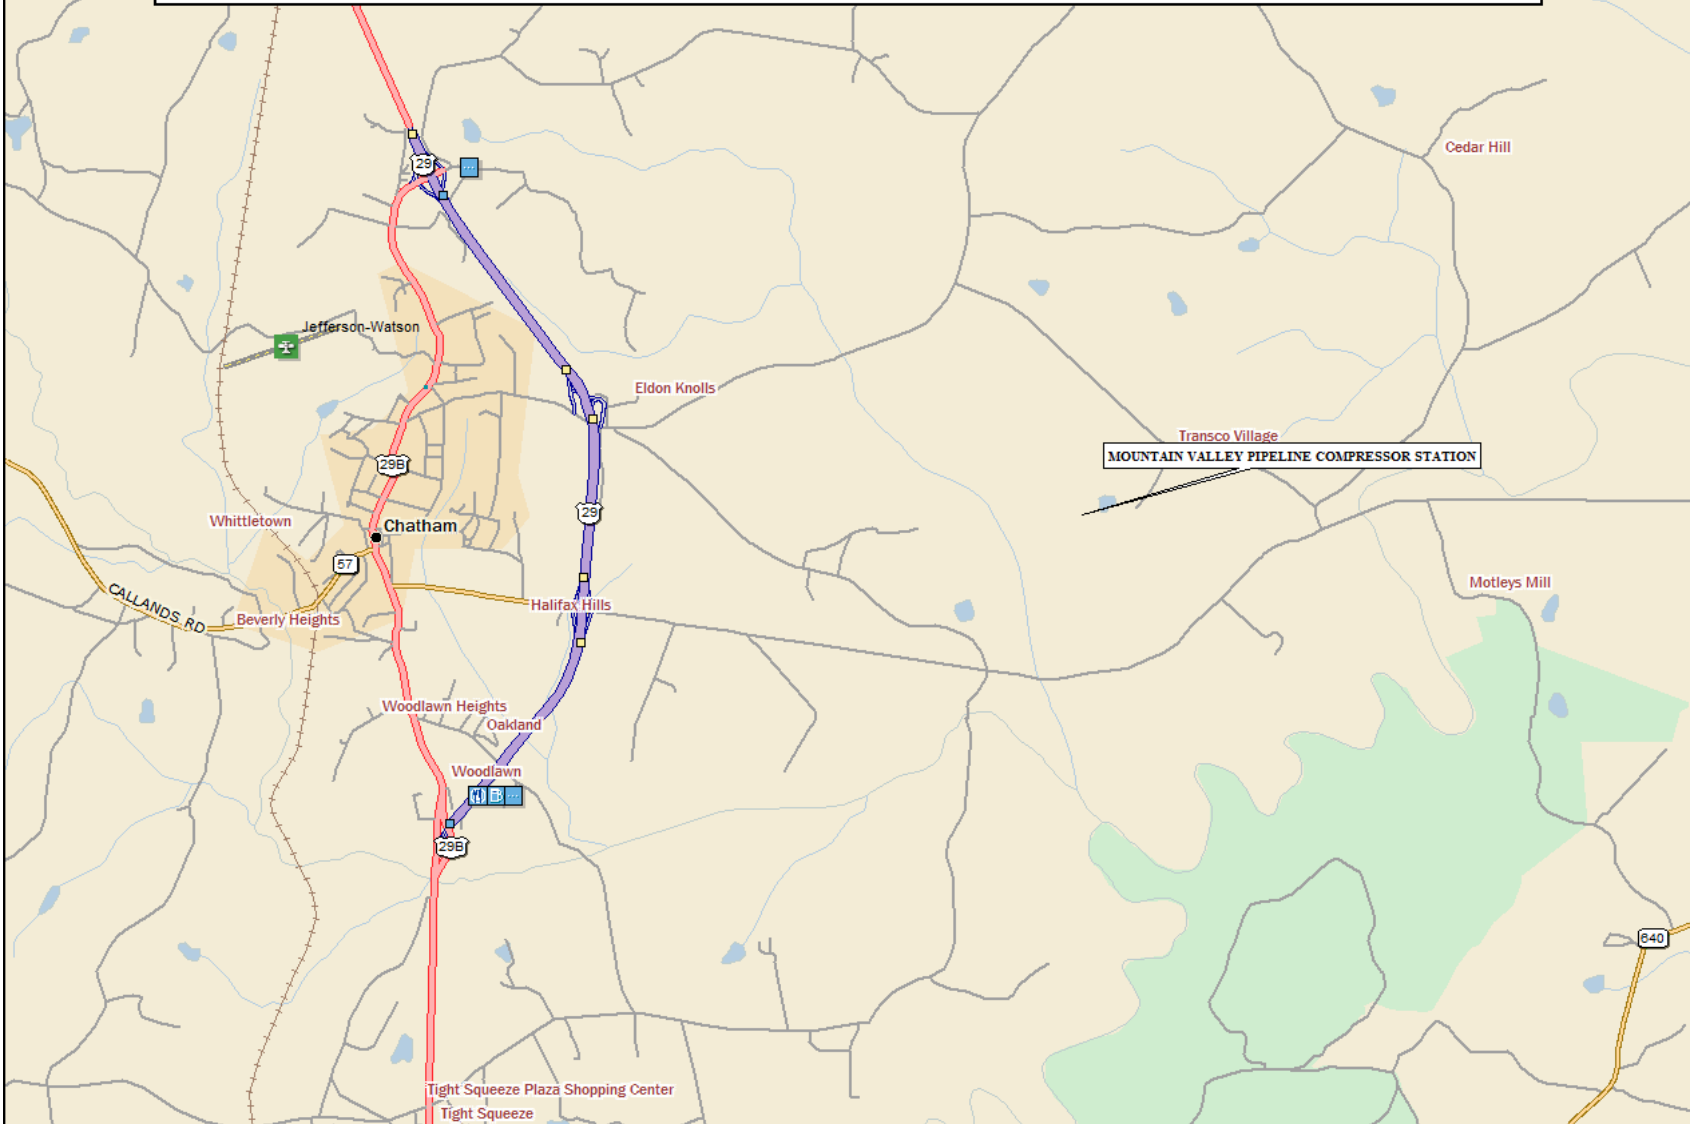 Cedar Hill
29
Jefferson-Watson
Eldon Knolls
Transco Village
MOUNTAIN VALLEY PIPELINE COMPRESSOR STATION
29B
29
Whittletown
Chatham
57
Motleys Mill
CALLANDS RD
Halifax Hills
Beverly Heights
Woodlawn Heights
Oakland
Woodlawn
29B
640
Tight Squeeze Plaza Shopping Center
Tight Squeeze